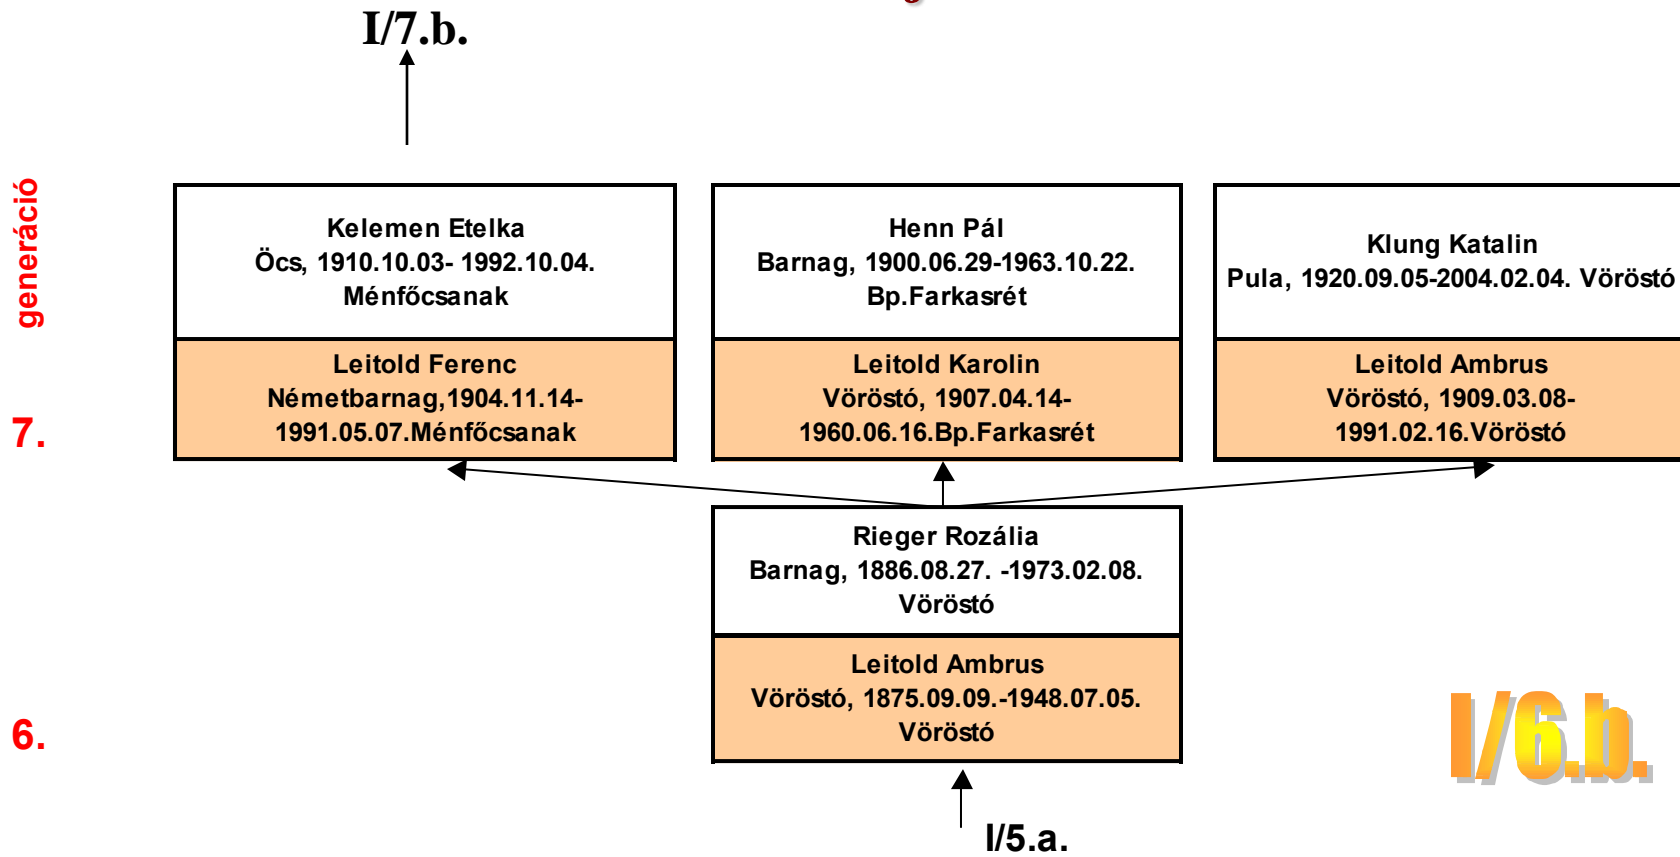 I/7.b.
generáció
Kelemen Etelka
Öcs, 1910.10.03- 1992.10.04.
Ménfőcsanak
Henn Pál
Barnag, 1900.06.29-1963.10.22.
Bp.Farkasrét
Klung Katalin
Pula, 1920.09.05-2004.02.04. Vöröstó
7.
Leitold Ferenc
Németbarnag,1904.11.14-
1991.05.07.Ménfőcsanak
Leitold Karolin
Vöröstó, 1907.04.14-
1960.06.16.Bp.Farkasrét
Leitold Ambrus
Vöröstó, 1909.03.08-
1991.02.16.Vöröstó
Rieger Rozália
Barnag, 1886.08.27. -1973.02.08.
Vöröstó
6.
Leitold Ambrus
Vöröstó, 1875.09.09.-1948.07.05.
Vöröstó
I/6.b.
I/5.a.